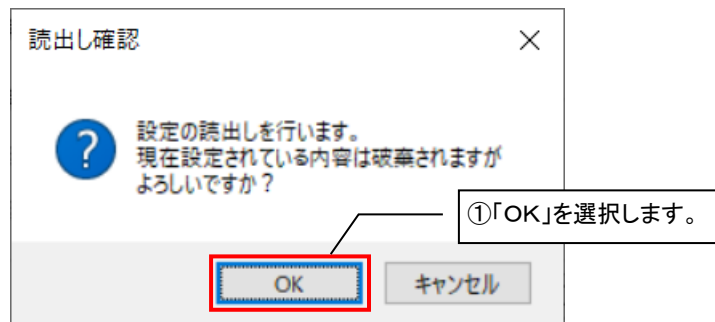 読出し確認
設定の読出しを行います。
現在設定されている内容は破棄されますが
よろしいですか？
①「OK」を選択します。
OK
キャンセル